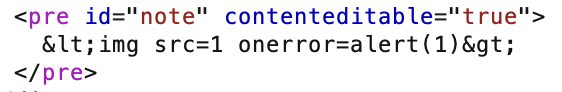 <pre id="note" contenteditable="true">
&lt;img src=1 onerror=alert(1)&gt;
</pre>